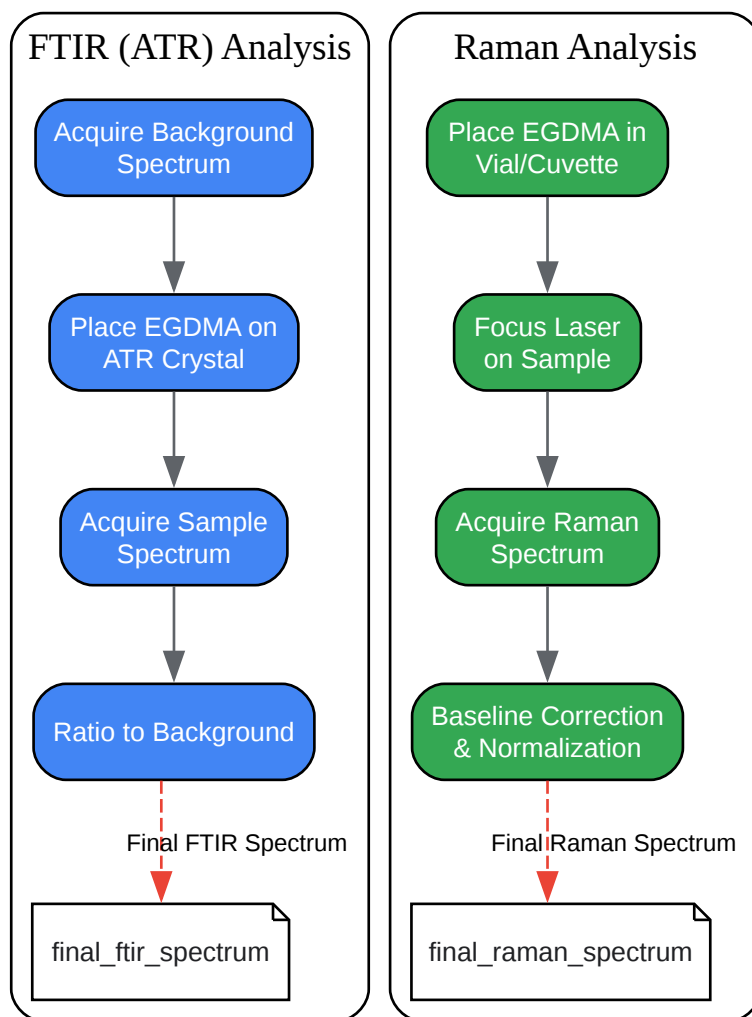 FTIR (ATR) Analysis
Acquire Background
Spectrum
Place EGDMA on
ATR Crystal
Acquire Sample
Spectrum
Ratio to Background
Final FTIR Spectrum
final_ftir_spectrum
Raman Analysis
Place EGDMA in
Vial/Cuvette
Focus Laser
on Sample
Acquire Raman
Spectrum
Baseline Correction
& Normalization
Final Raman Spectrum
final_raman_spectrum